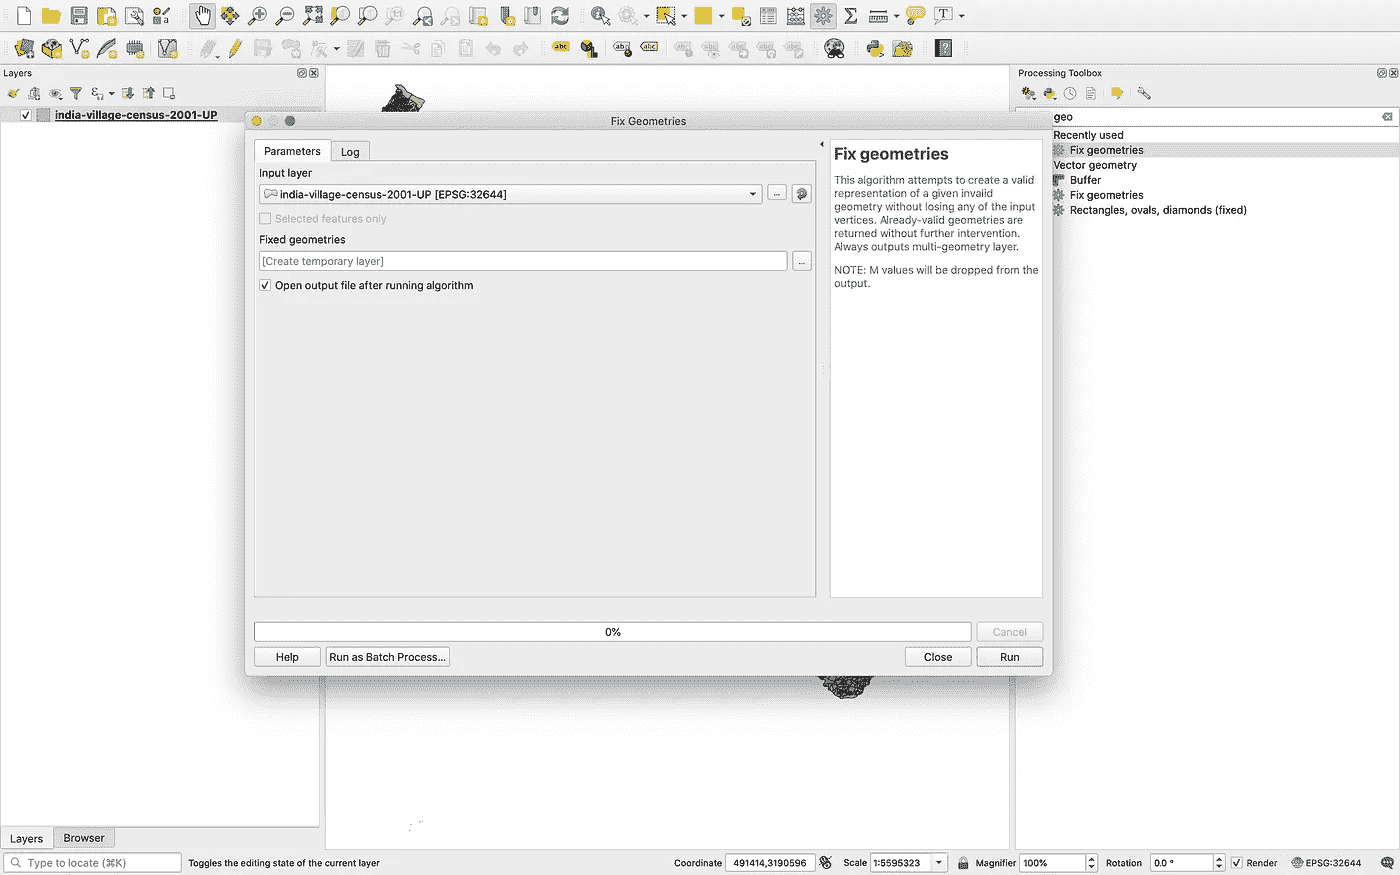 Layers
india-village-census-2001-UP
Fix Geometries
Parameters
Log
Input layer
india-village-census-2001-UP [EPSG:32644]
...
Selected features only
Fixed geometries
[Create temporary layer]
...
Open output file after running algorithm
Fix geometries
This algorithm attempts to create a valid
representation of a given invalid
geometry without losing any of the input
vertices. Already-valid geometries are
returned without further intervention.
Always outputs multi-geometry layer.
NOTE: M values will be dropped from the
output.
0%
Cancel
Help
Run as Batch Process...
Close
Run
Processing Toolbox
geo
Recently used
Fix geometries
Vector geometry
Buffer
Fix geometries
Rectangles, ovals, diamonds (fixed)
Layers
Browser
Type to locate (⌘K)
Toggles the editing state of the current layer
Coordinate
491414,3190596
Scale
1:5595323
Magnifier
100%
Rotation
0.0 °
Render
EPSG:32644